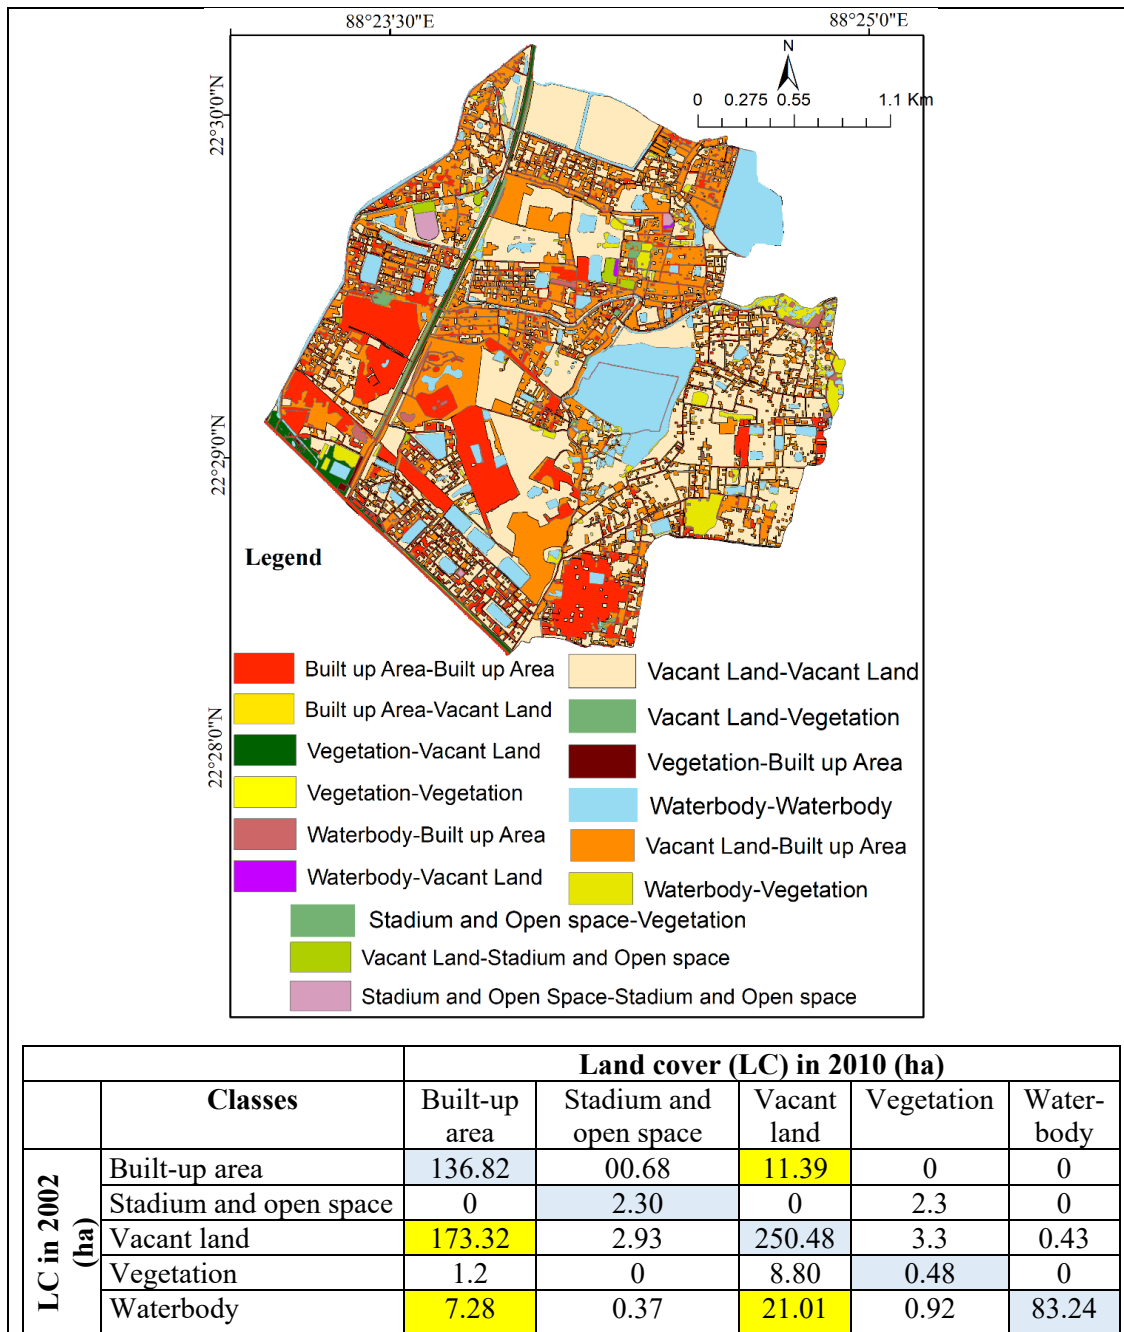 88°23'30"E 88°25'0"E
N
0 0.275 0.55 1.1 Km
22°30'0"N
22°29'0"N
22°28'0"N
Legend
Built up Area-Built up Area
Built up Area-Vacant Land
Vegetation-Vacant Land
Vegetation-Vegetation
Waterbody-Built up Area
Waterbody-Vacant Land
Vacant Land-Vacant Land
Vacant Land-Vegetation
Vegetation-Built up Area
Waterbody-Waterbody
Vacant Land-Built up Area
Waterbody-Vegetation
Stadium and Open space-Vegetation
Vacant Land-Stadium and Open space
Stadium and Open Space-Stadium and Open space
Land cover (LC) in 2010 (ha)
Classes Built-up area Stadium and open space Vacant land Vegetation Water-body
LC in 2002 (ha)
Built-up area 136.82 00.68 11.39 0 0
Stadium and open space 0 2.30 0 2.3 0
Vacant land 173.32 2.93 250.48 3.3 0.43
Vegetation 1.2 0 8.80 0.48 0
Waterbody 7.28 0.37 21.01 0.92 83.24